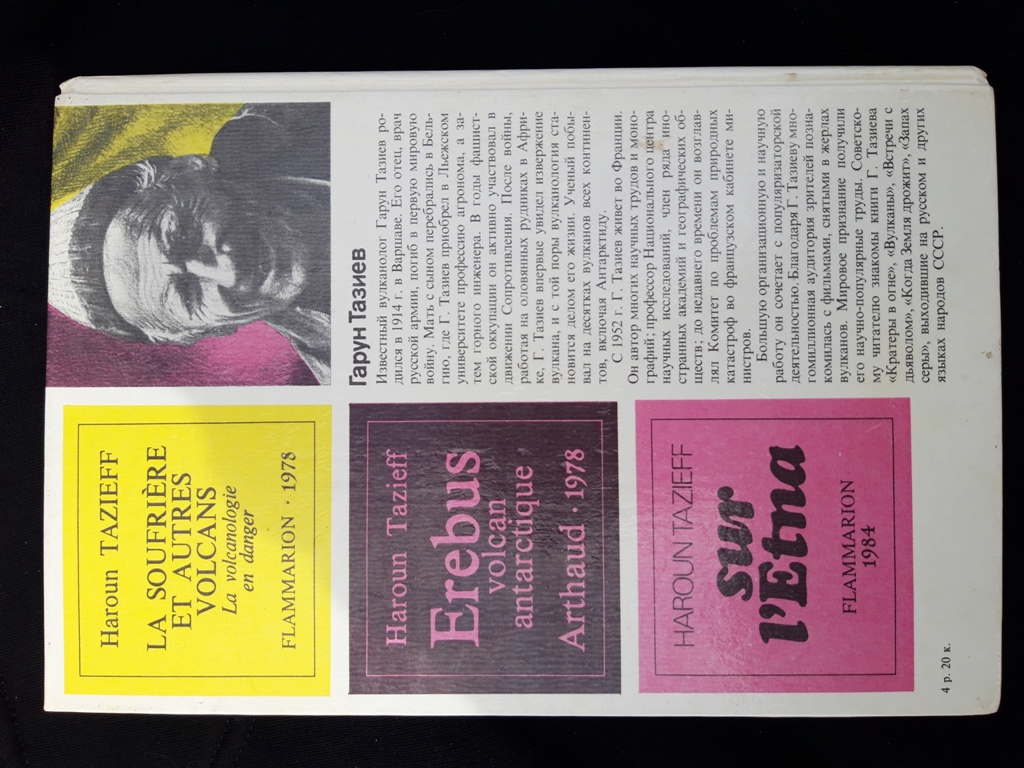 Haroun TAZIEFF
LA SOUFRIÈRE
ET AUTRES
VOLCANS
La volcanologie
en danger
FLAMMARION · 1978
Haroun Tazieff
Erebus
volcan
antarctique
Arthaud · 1978
HAROUN TAZIEFF
sur
l'Etna
FLAMMARION
1984
4 р. 20 к.
Гарун Тазиев
Известный вулканолог Гарун Тазиев ро-
дился в 1914 г. в Варшаве. Его отец, врач
русской армии, погиб в первую мировую
войну. Мать с сыном перебрались в Бель-
гию, где Г. Тазиев приобрел в Льежском
университете профессию агронома, а за-
тем горного инженера. В годы фашист-
ской оккупации он активно участвовал в
движении Сопротивления. После войны,
работая на оловянных рудниках в Афри-
ке, Г. Тазиев впервые увидел извержение
вулкана, и с той поры вулканология ста-
новится делом его жизни. Ученый побы-
вал на десятках вулканов всех континен-
тов, включая Антарктиду.
С 1952 г. Г. Тазиев живет во Франции.
Он автор многих научных трудов и моно-
графий; профессор Национального центра
научных исследований, член ряда ино-
странных академий и географических об-
ществ; до недавнего времени он возглав-
лял Комитет по проблемам природных
катастроф во французском кабинете ми-
нистров.
Большую организационную и научную
работу он сочетает с популяризаторской
деятельностью. Благодаря Г. Тазиеву мно-
гомиллионная аудитория зрителей позна-
комилась с фильмами, снятыми в жерлах
вулканов. Мировое признание получили
его научно-популярные труды. Советско-
му читателю знакомы книги Г. Тазиева
«Кратеры в огне», «Вулканы», «Встречи с
дьяволом», «Когда Земля дрожит», «Запах
серы», выходившие на русском и других
языках народов СССР.